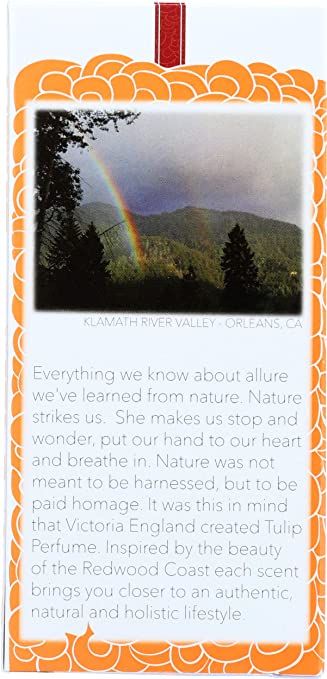 KLAMATH RIVER VALLEY - ORLEANS, CA
Everything we know about allure
we've learned from nature. Nature
strikes us.  She makes us stop and
wonder, put our hand to our heart
and breathe in. Nature was not
meant to be harnessed, but to be
paid homage. It was this in mind
that Victoria England created Tulip
Perfume. Inspired by the beauty
of the Redwood Coast each scent
brings you closer to an authentic,
natural and holistic lifestyle.